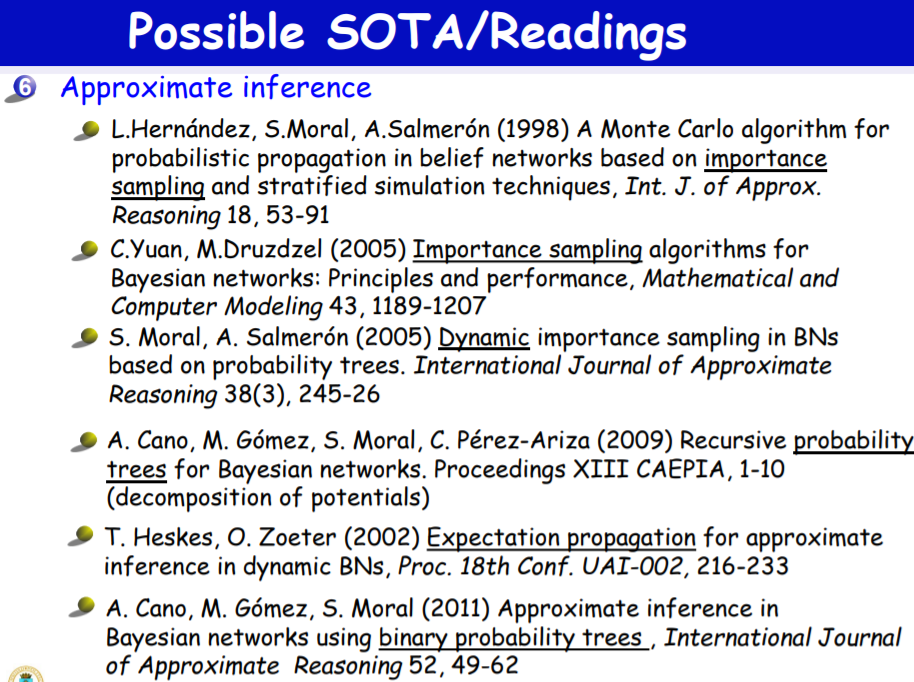 Possible SOTA/Readings
6 Approximate inference
L.Hernández, S.Moral, A.Salmerón (1998) A Monte Carlo algorithm for
probabilistic propagation in belief networks based on importance
sampling and stratified simulation techniques, Int. J. of Approx.
Reasoning 18, 53-91
C.Yuan, M.Druzdzel (2005) Importance sampling algorithms for
Bayesian networks: Principles and performance, Mathematical and
Computer Modeling 43, 1189-1207
S. Moral, A. Salmerón (2005) Dynamic importance sampling in BNs
based on probability trees. International Journal of Approximate
Reasoning 38(3), 245-26
A. Cano, M. Gómez, S. Moral, C. Pérez-Ariza (2009) Recursive probability
trees for Bayesian networks. Proceedings XIII CAEPIA, 1-10
(decomposition of potentials)
T. Heskes, O. Zoeter (2002) Expectation propagation for approximate
inference in dynamic BNs, Proc. 18th Conf. UAI-002, 216-233
A. Cano, M. Gómez, S. Moral (2011) Approximate inference in
Bayesian networks using binary probability trees , International Journal
of Approximate Reasoning 52, 49-62